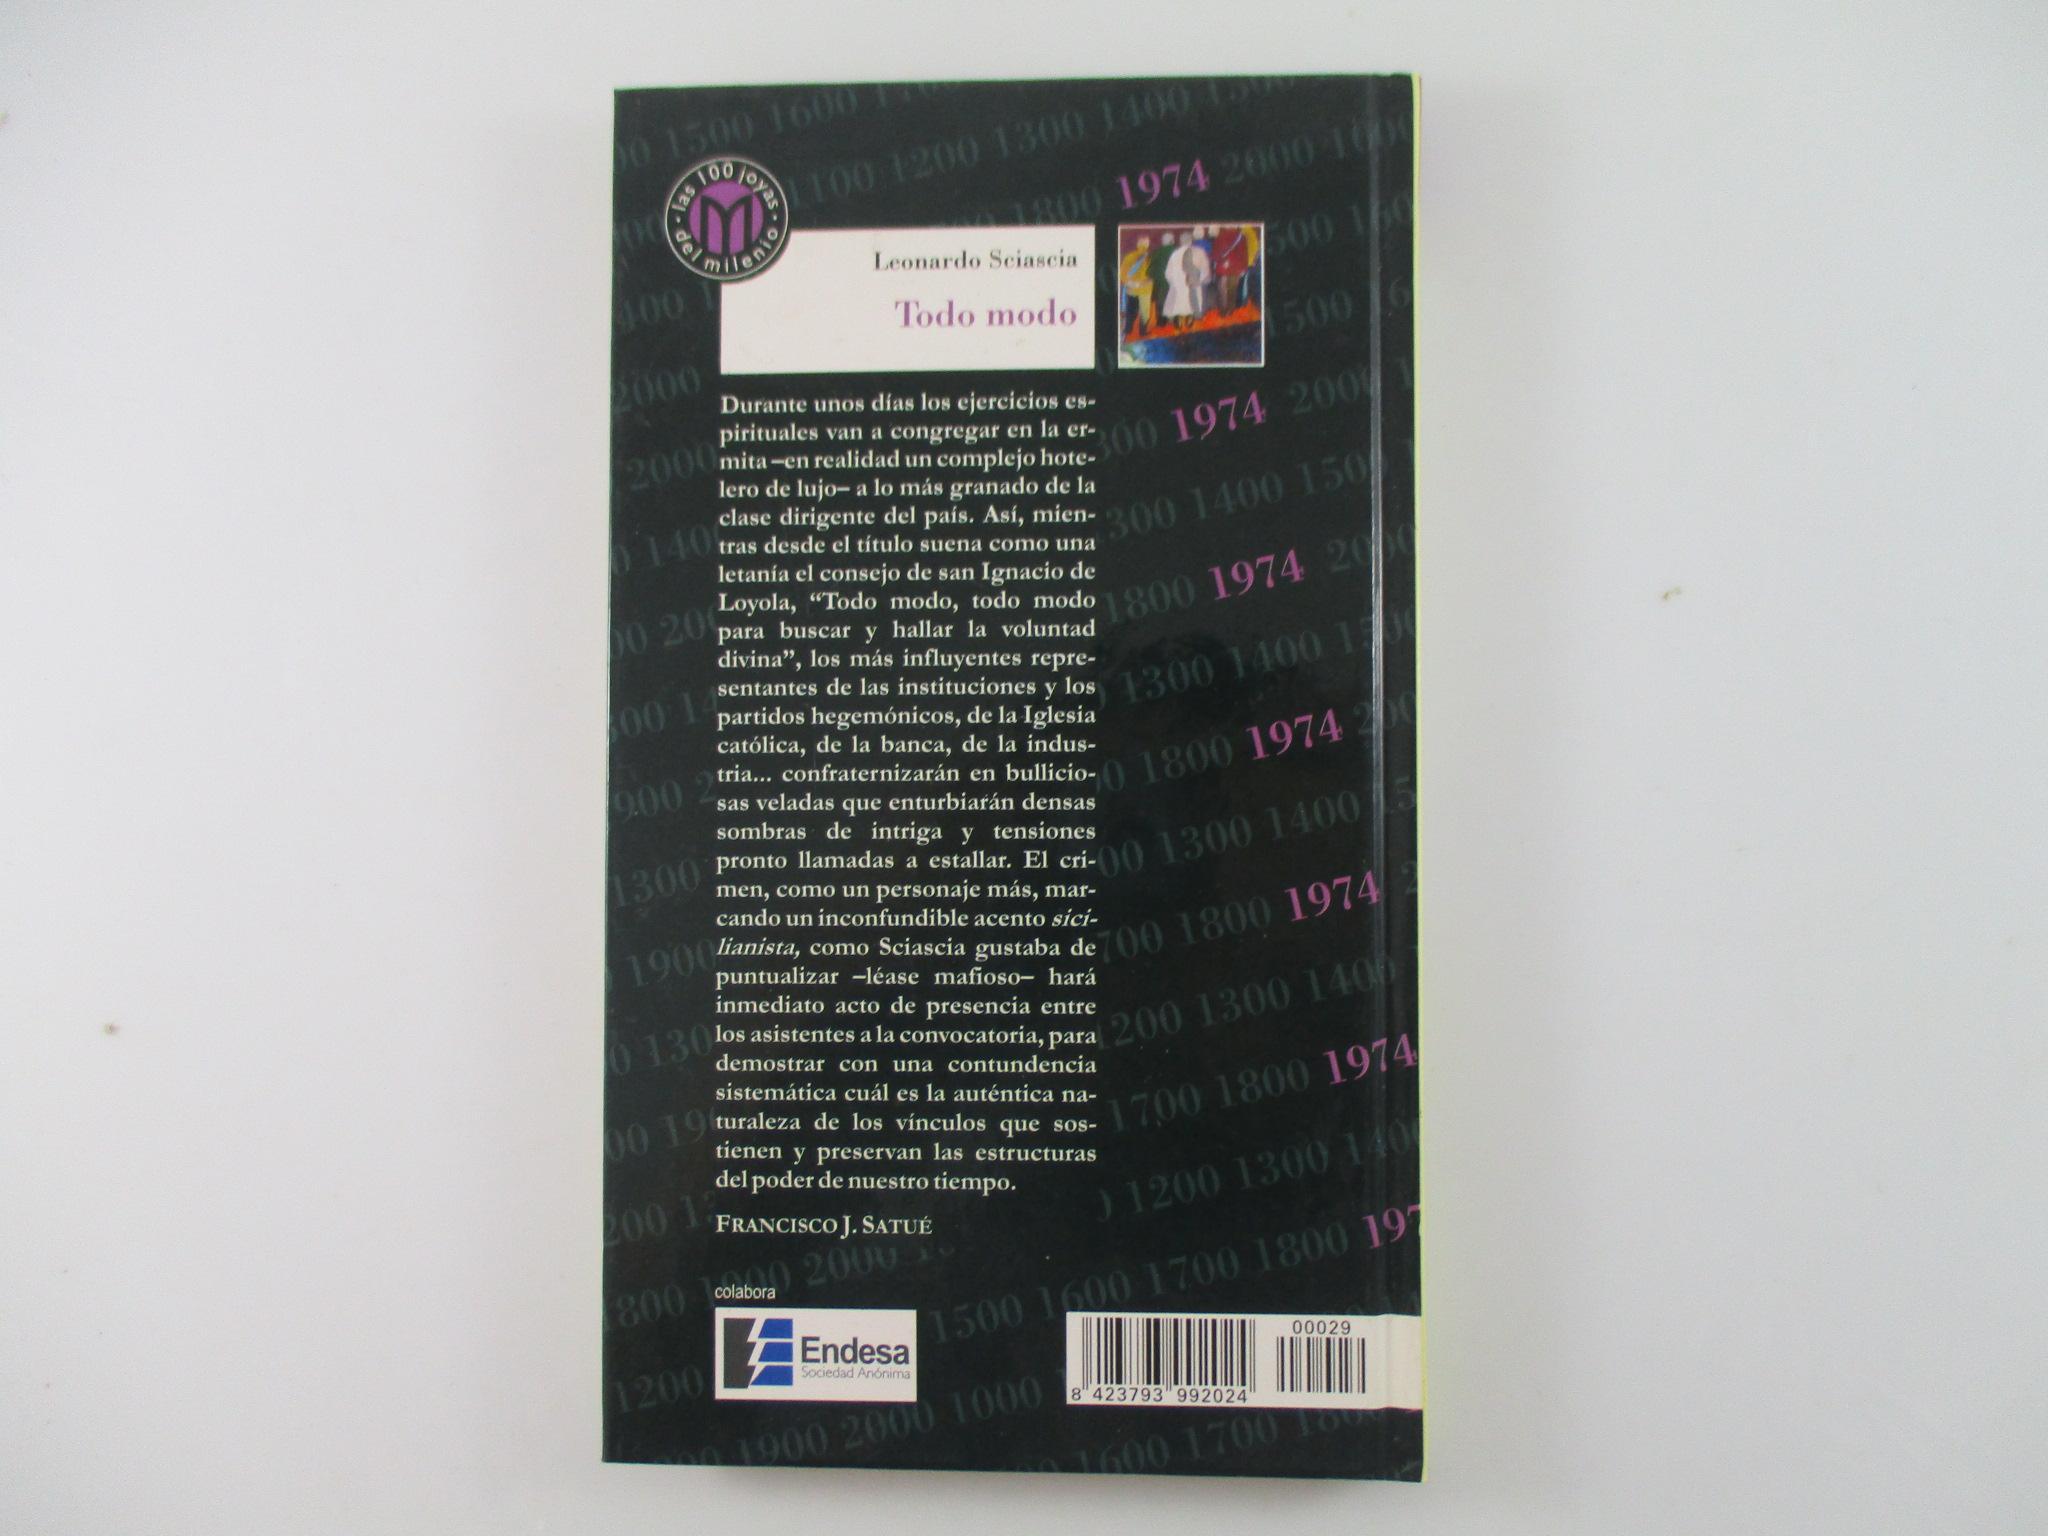 las 100 joyas
del milenio
M
1974
Leonardo Sciascia
Todo modo
Durante unos días los ejercicios es-
pirituales van a congregar en la er-
mita –en realidad un complejo hote-
lero de lujo– a lo más granado de la
clase dirigente del país. Así, mien-
tras desde el título suena como una
letanía el consejo de san Ignacio de
Loyola, “Todo modo, todo modo
para buscar y hallar la voluntad
divina”, los más influyentes repre-
sentantes de las instituciones y los
partidos hegemónicos, de la Iglesia
católica, de la banca, de la indus-
tria... confraternizarán en bullicio-
sas veladas que enturbiarán densas
sombras de intriga y tensiones
pronto llamadas a estallar. El cri-
men, como un personaje más, mar-
cando un inconfundible acento sici-
lianista, como Sciascia gustaba de
puntualizar –léase mafioso– hará
inmediato acto de presencia entre
los asistentes a la convocatoria, para
demostrar con una contundencia
sistemática cuál es la auténtica na-
turaleza de los vínculos que sos-
tienen y preservan las estructuras
del poder de nuestro tiempo.
FRANCISCO J. SATUÉ
1974
1974
1974
1974
1974
colabora
Endesa
Sociedad Anónima
00029
8 423793 992024